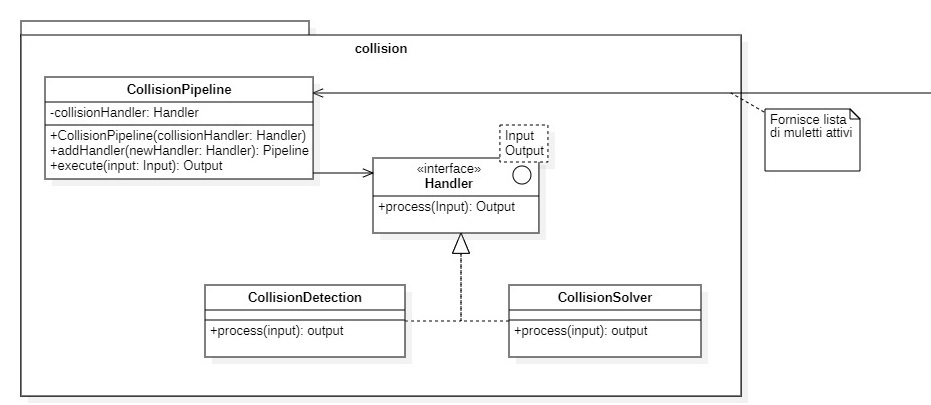 collision
CollisionPipeline
-collisionHandler: Handler
+CollisionPipeline(collisionHandler: Handler)
+addHandler(newHandler: Handler): Pipeline
+execute(input: Input): Output
Fornisce lista
di muletti attivi
Input
Output
«interface»
Handler
+process(Input): Output
CollisionDetection
+process(input): output
CollisionSolver
+process(input): output